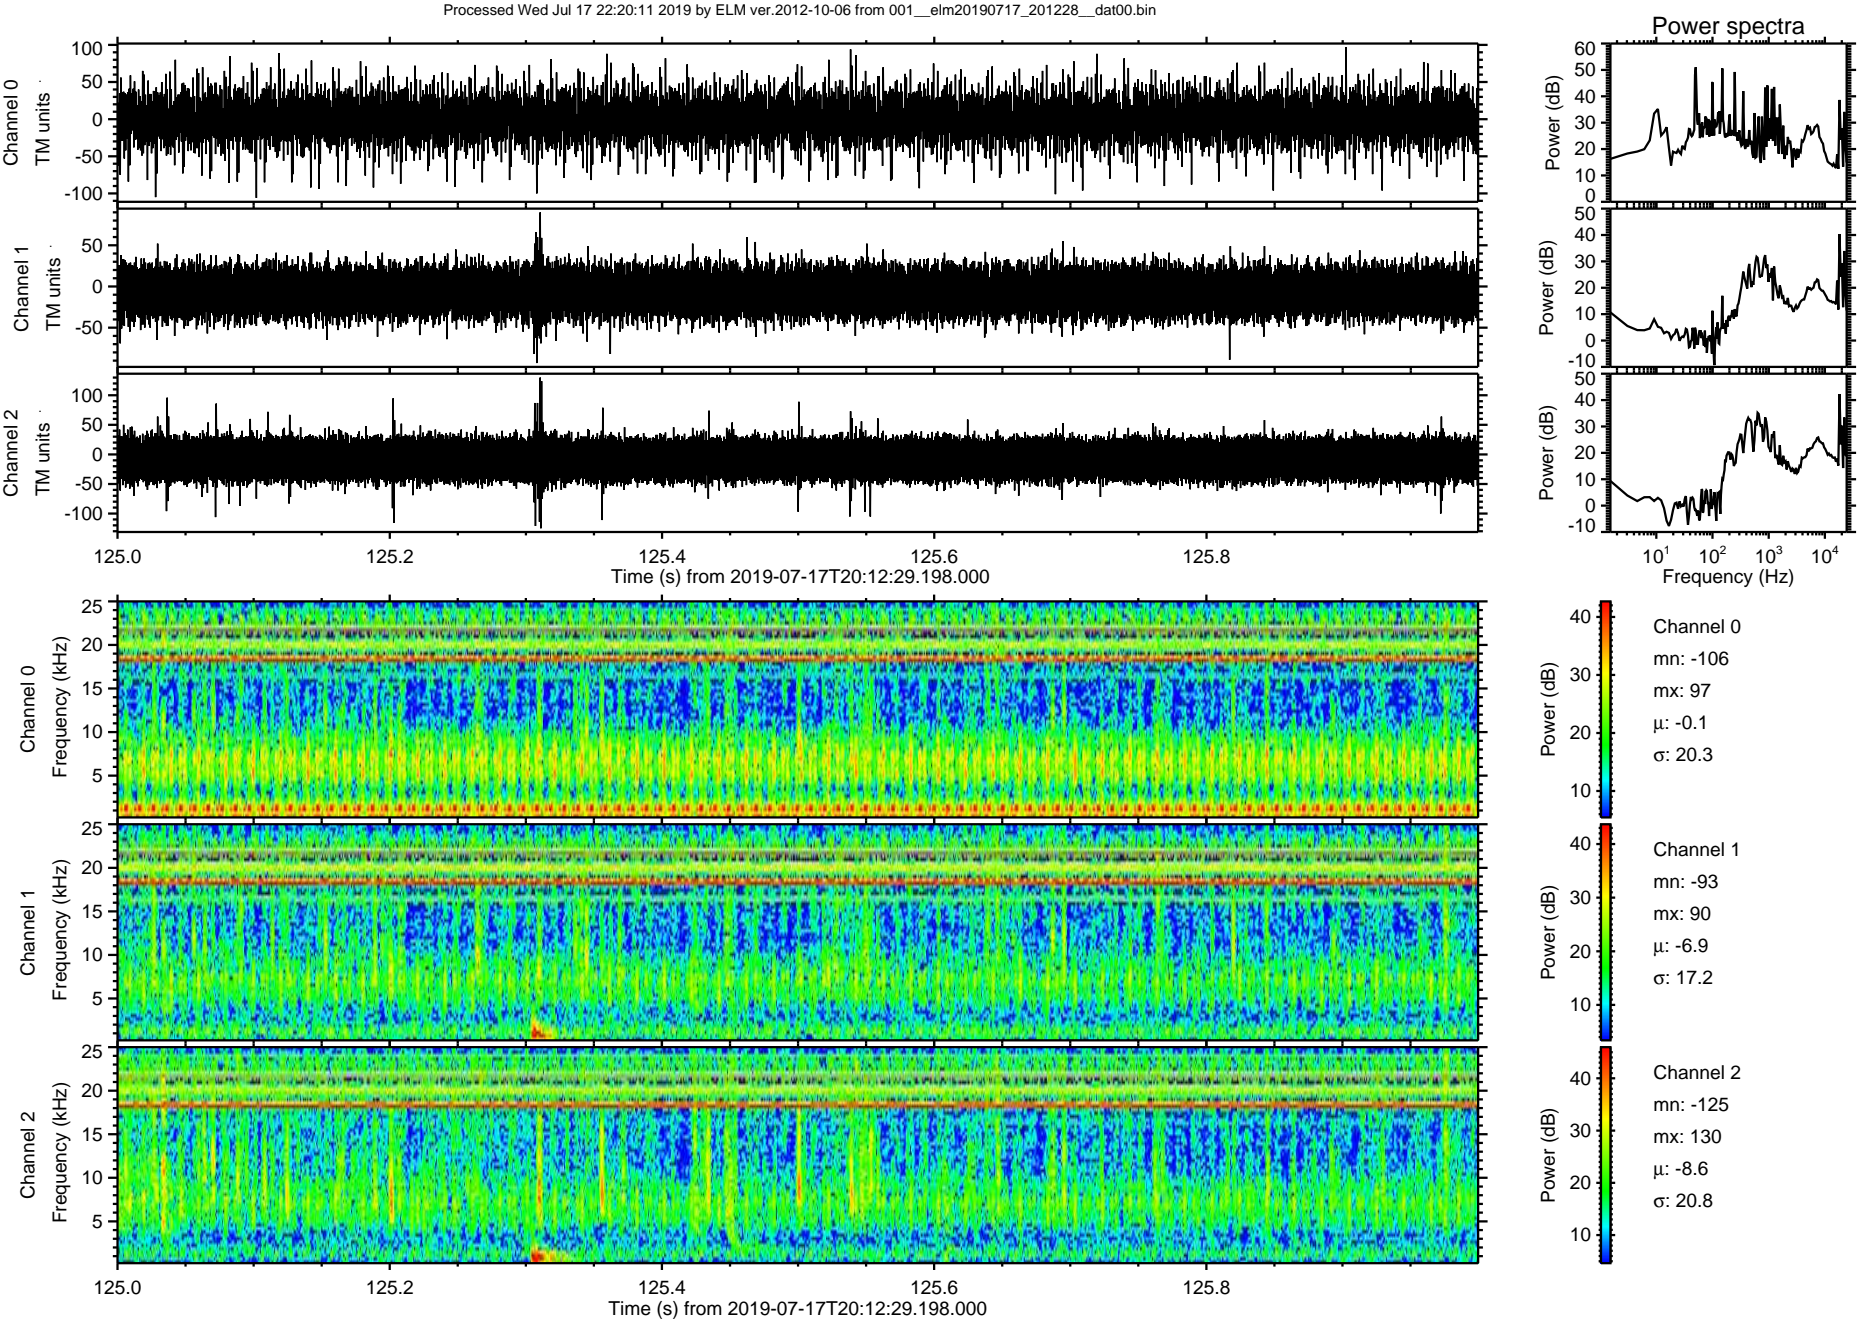 Processed Wed Jul 17 22:20:11 2019 by ELM ver.2012-10-06 from 001__elm20190717_201228__dat00.bin
Power spectra
Channel 0
TM units
100
50
0
-50
-100
Power (dB)
60
50
40
30
20
10
0
Channel 1
TM units
50
0
-50
Power (dB)
50
40
30
20
10
0
-10
Channel 2
TM units
100
50
0
-50
-100
Power (dB)
50
40
30
20
10
0
-10
125.0 125.2 125.4 125.6 125.8
Time (s) from 2019-07-17T20:12:29.198.000
10¹ 10² 10³ 10⁴
Frequency (Hz)
Channel 0
Frequency (kHz)
25
20
15
10
5
Power (dB)
40
30
20
10
Channel 0
mn: -106
mx: 97
μ: -0.1
σ: 20.3
Channel 1
Frequency (kHz)
25
20
15
10
5
Power (dB)
40
30
20
10
Channel 1
mn: -93
mx: 90
μ: -6.9
σ: 17.2
Channel 2
Frequency (kHz)
25
20
15
10
5
Power (dB)
40
30
20
10
Channel 2
mn: -125
mx: 130
μ: -8.6
σ: 20.8
125.0 125.2 125.4 125.6 125.8
Time (s) from 2019-07-17T20:12:29.198.000